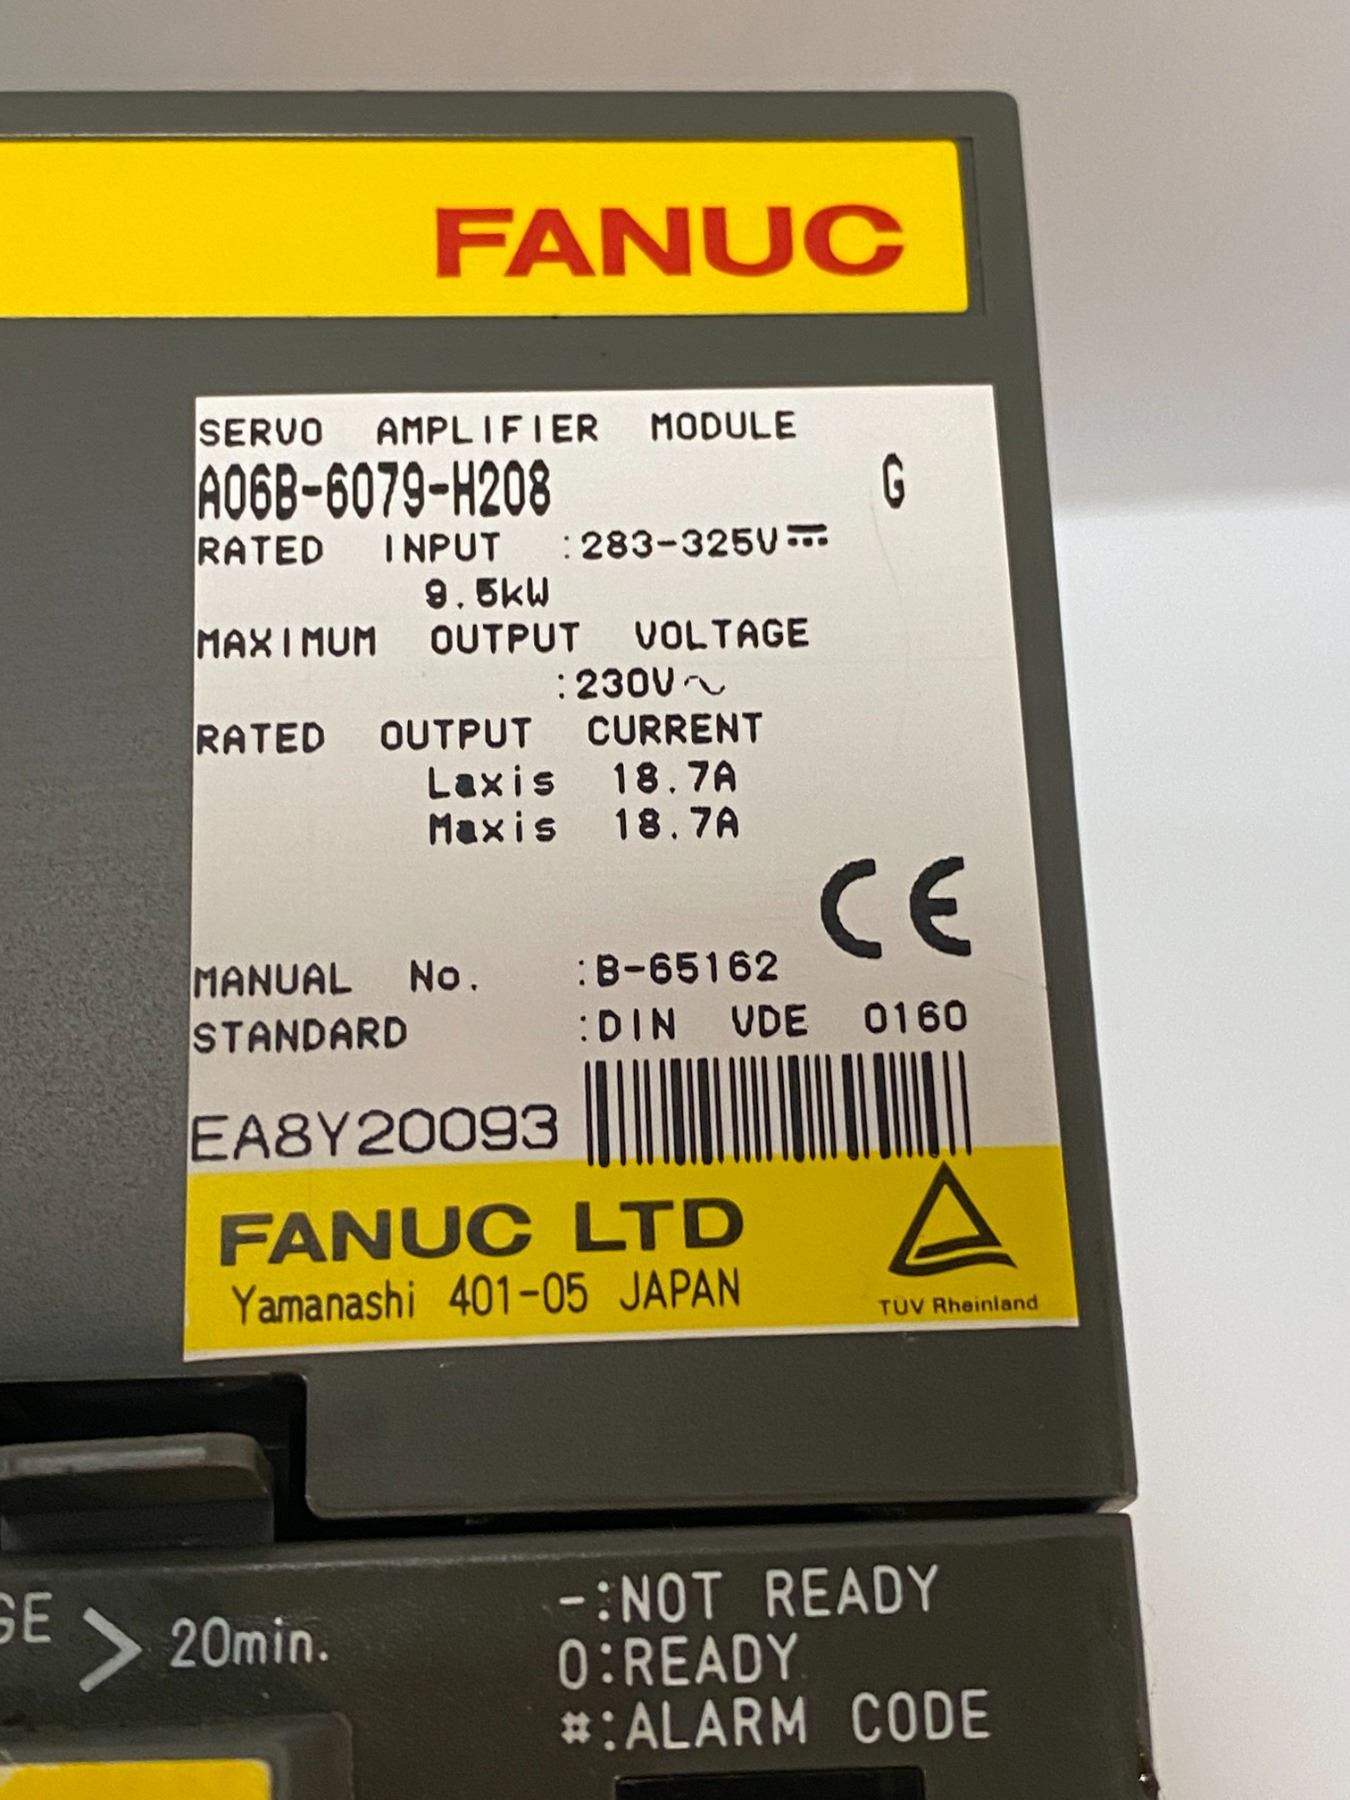 FANUC
SERVO AMPLIFIER MODULE
A06B-6079-H208 G
RATED INPUT :283-325V⎓
9.5kW
MAXIMUM OUTPUT VOLTAGE
:230V~
RATED OUTPUT CURRENT
Laxis 18.7A
Maxis 18.7A
CE
MANUAL No. :B-65162
STANDARD :DIN VDE 0160
EA8Y20093
FANUC LTD
Yamanashi 401-05 JAPAN
TÜV Rheinland
> 20min.
-:NOT READY
0:READY
#:ALARM CODE